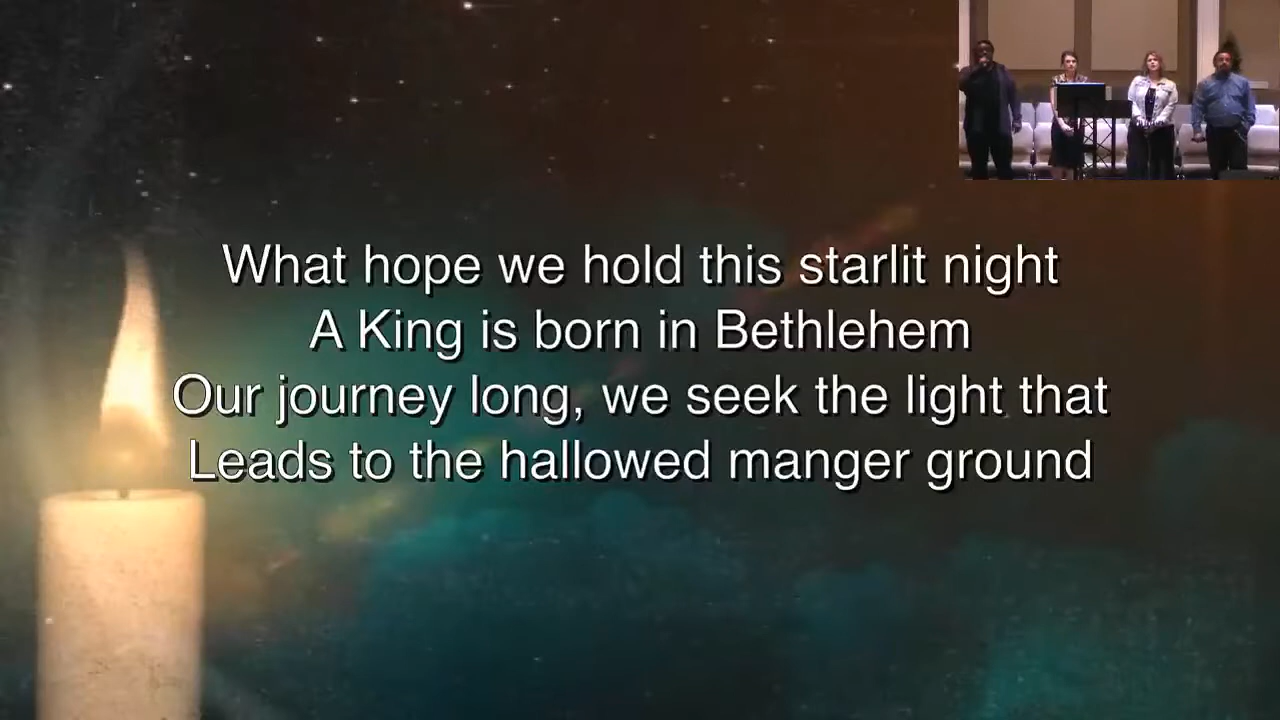 What hope we hold this starlit night
A King is born in Bethlehem
Our journey long, we seek the light that
Leads to the hallowed manger ground